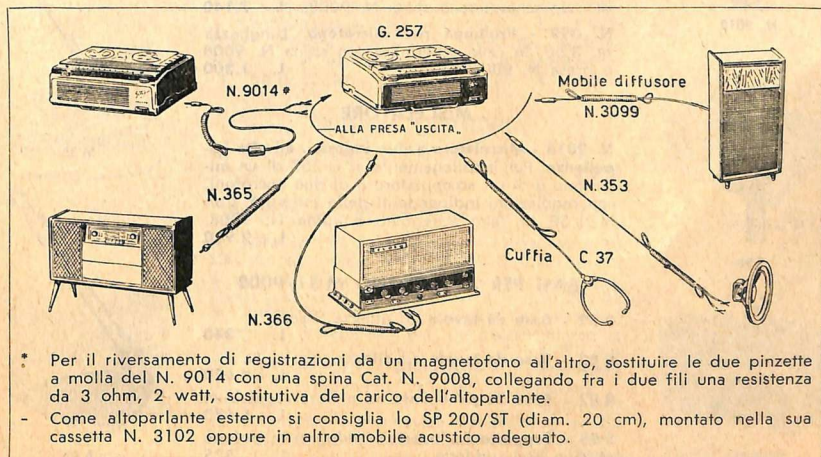 G. 257
N. 9014 *
Mobile diffusore
N.3099
ALLA PRESA "USCITA„
N.365
N.353
Cuffia C 37
N.366
* Per il riversamento di registrazioni da un magnetofono all'altro, sostituire le due pinzette
a molla del N. 9014 con una spina Cat. N. 9008, collegando fra i due fili una resistenza
da 3 ohm, 2 watt, sostitutiva del carico dell'altoparlante.
- Come altoparlante esterno si consiglia lo SP 200/ST (diam. 20 cm), montato nella sua
cassetta N. 3102 oppure in altro mobile acustico adeguato.